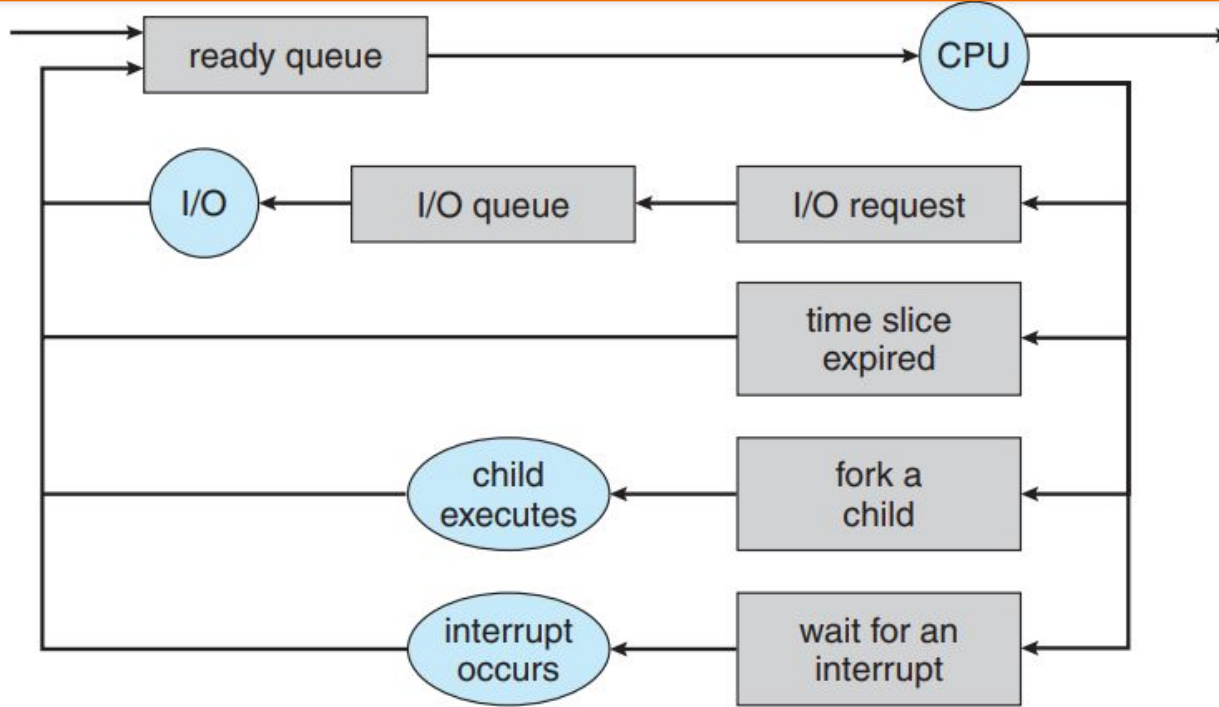 ready queue
CPU
I/O
I/O queue
I/O request
time slice
expired
child
executes
fork a
child
interrupt
occurs
wait for an
interrupt